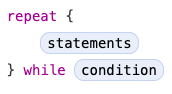 repeat {
statements
} while condition